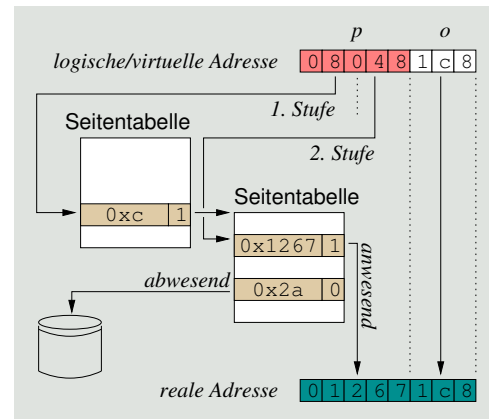 p o
logische/virtuelle Adresse 0 8 0 4 8 1 c 8
1. Stufe
Seitentabelle
2. Stufe
Seitentabelle
0xc 1
0x1267 1
abwesend
0x2a 0
anwesend
reale Adresse 0 1 2 6 7 1 c 8